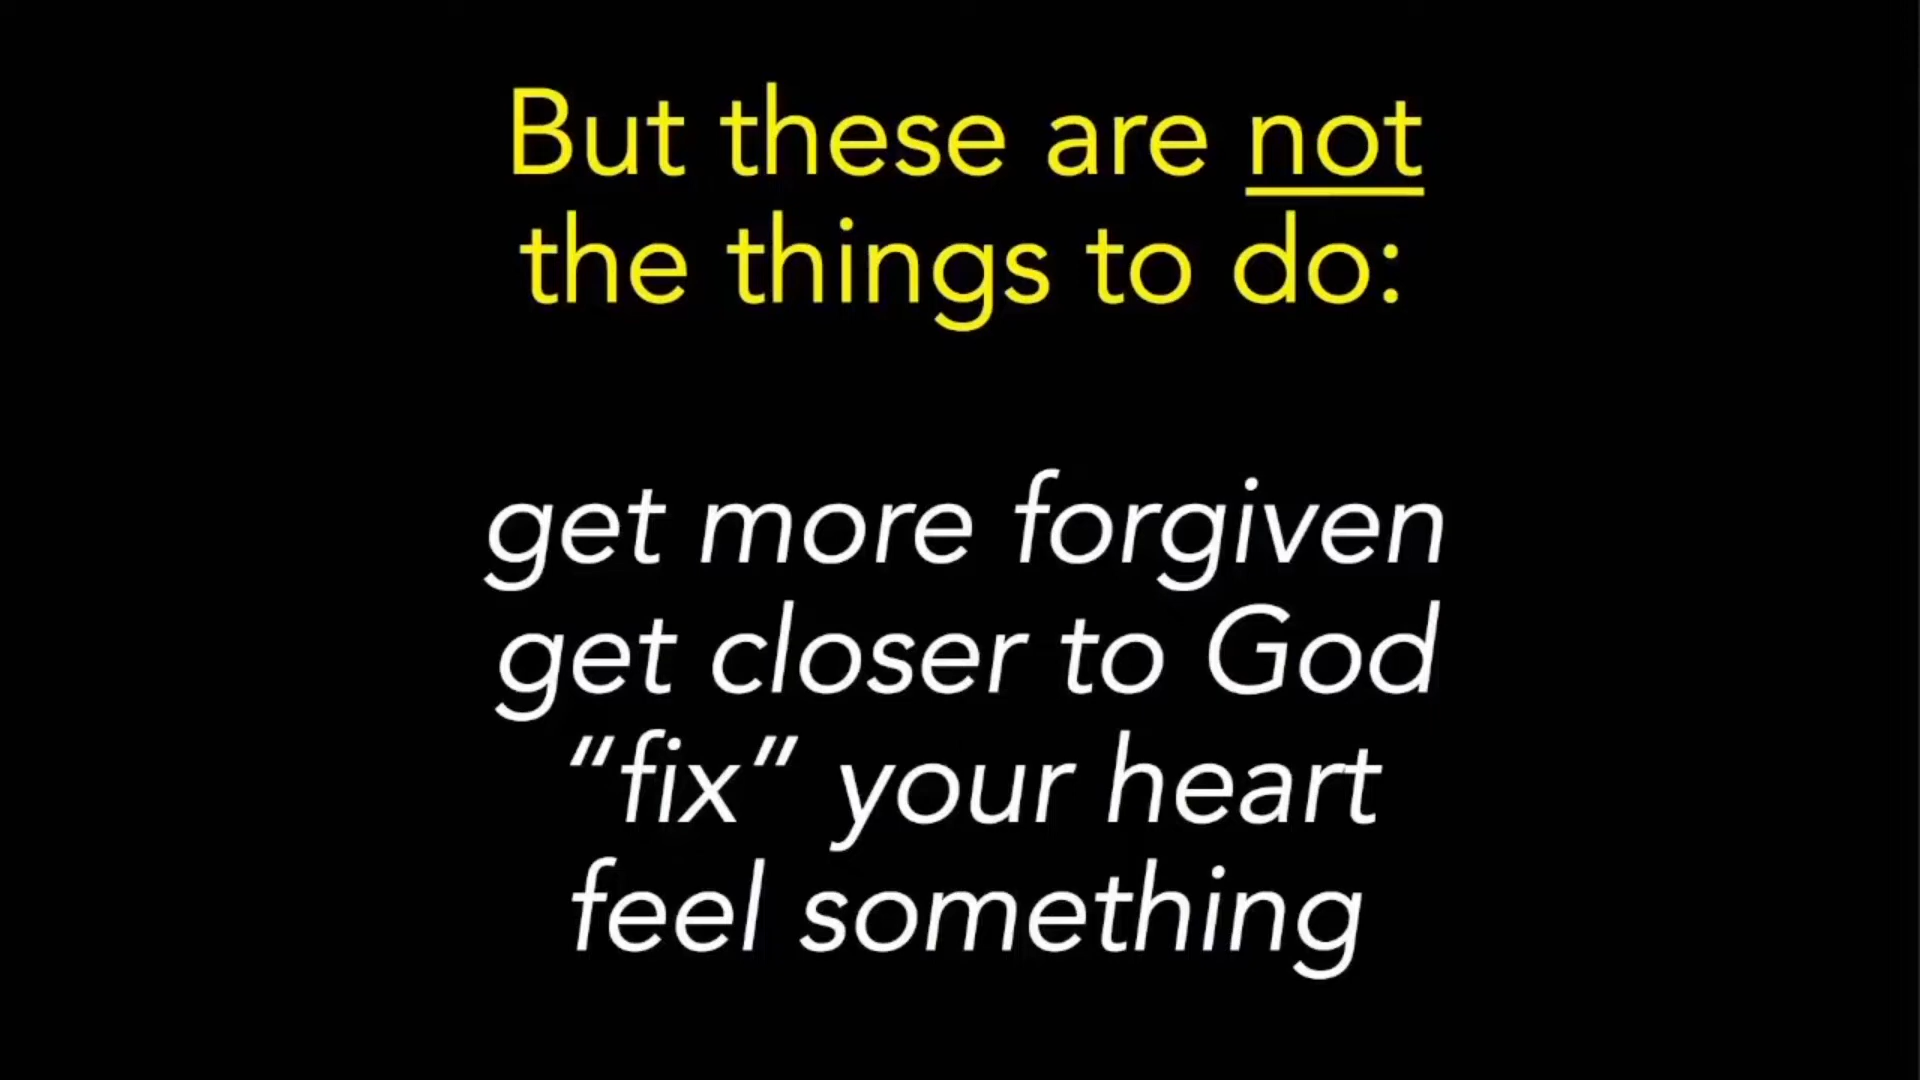 But these are not
the things to do:
get more forgiven
get closer to God
“fix” your heart
feel something